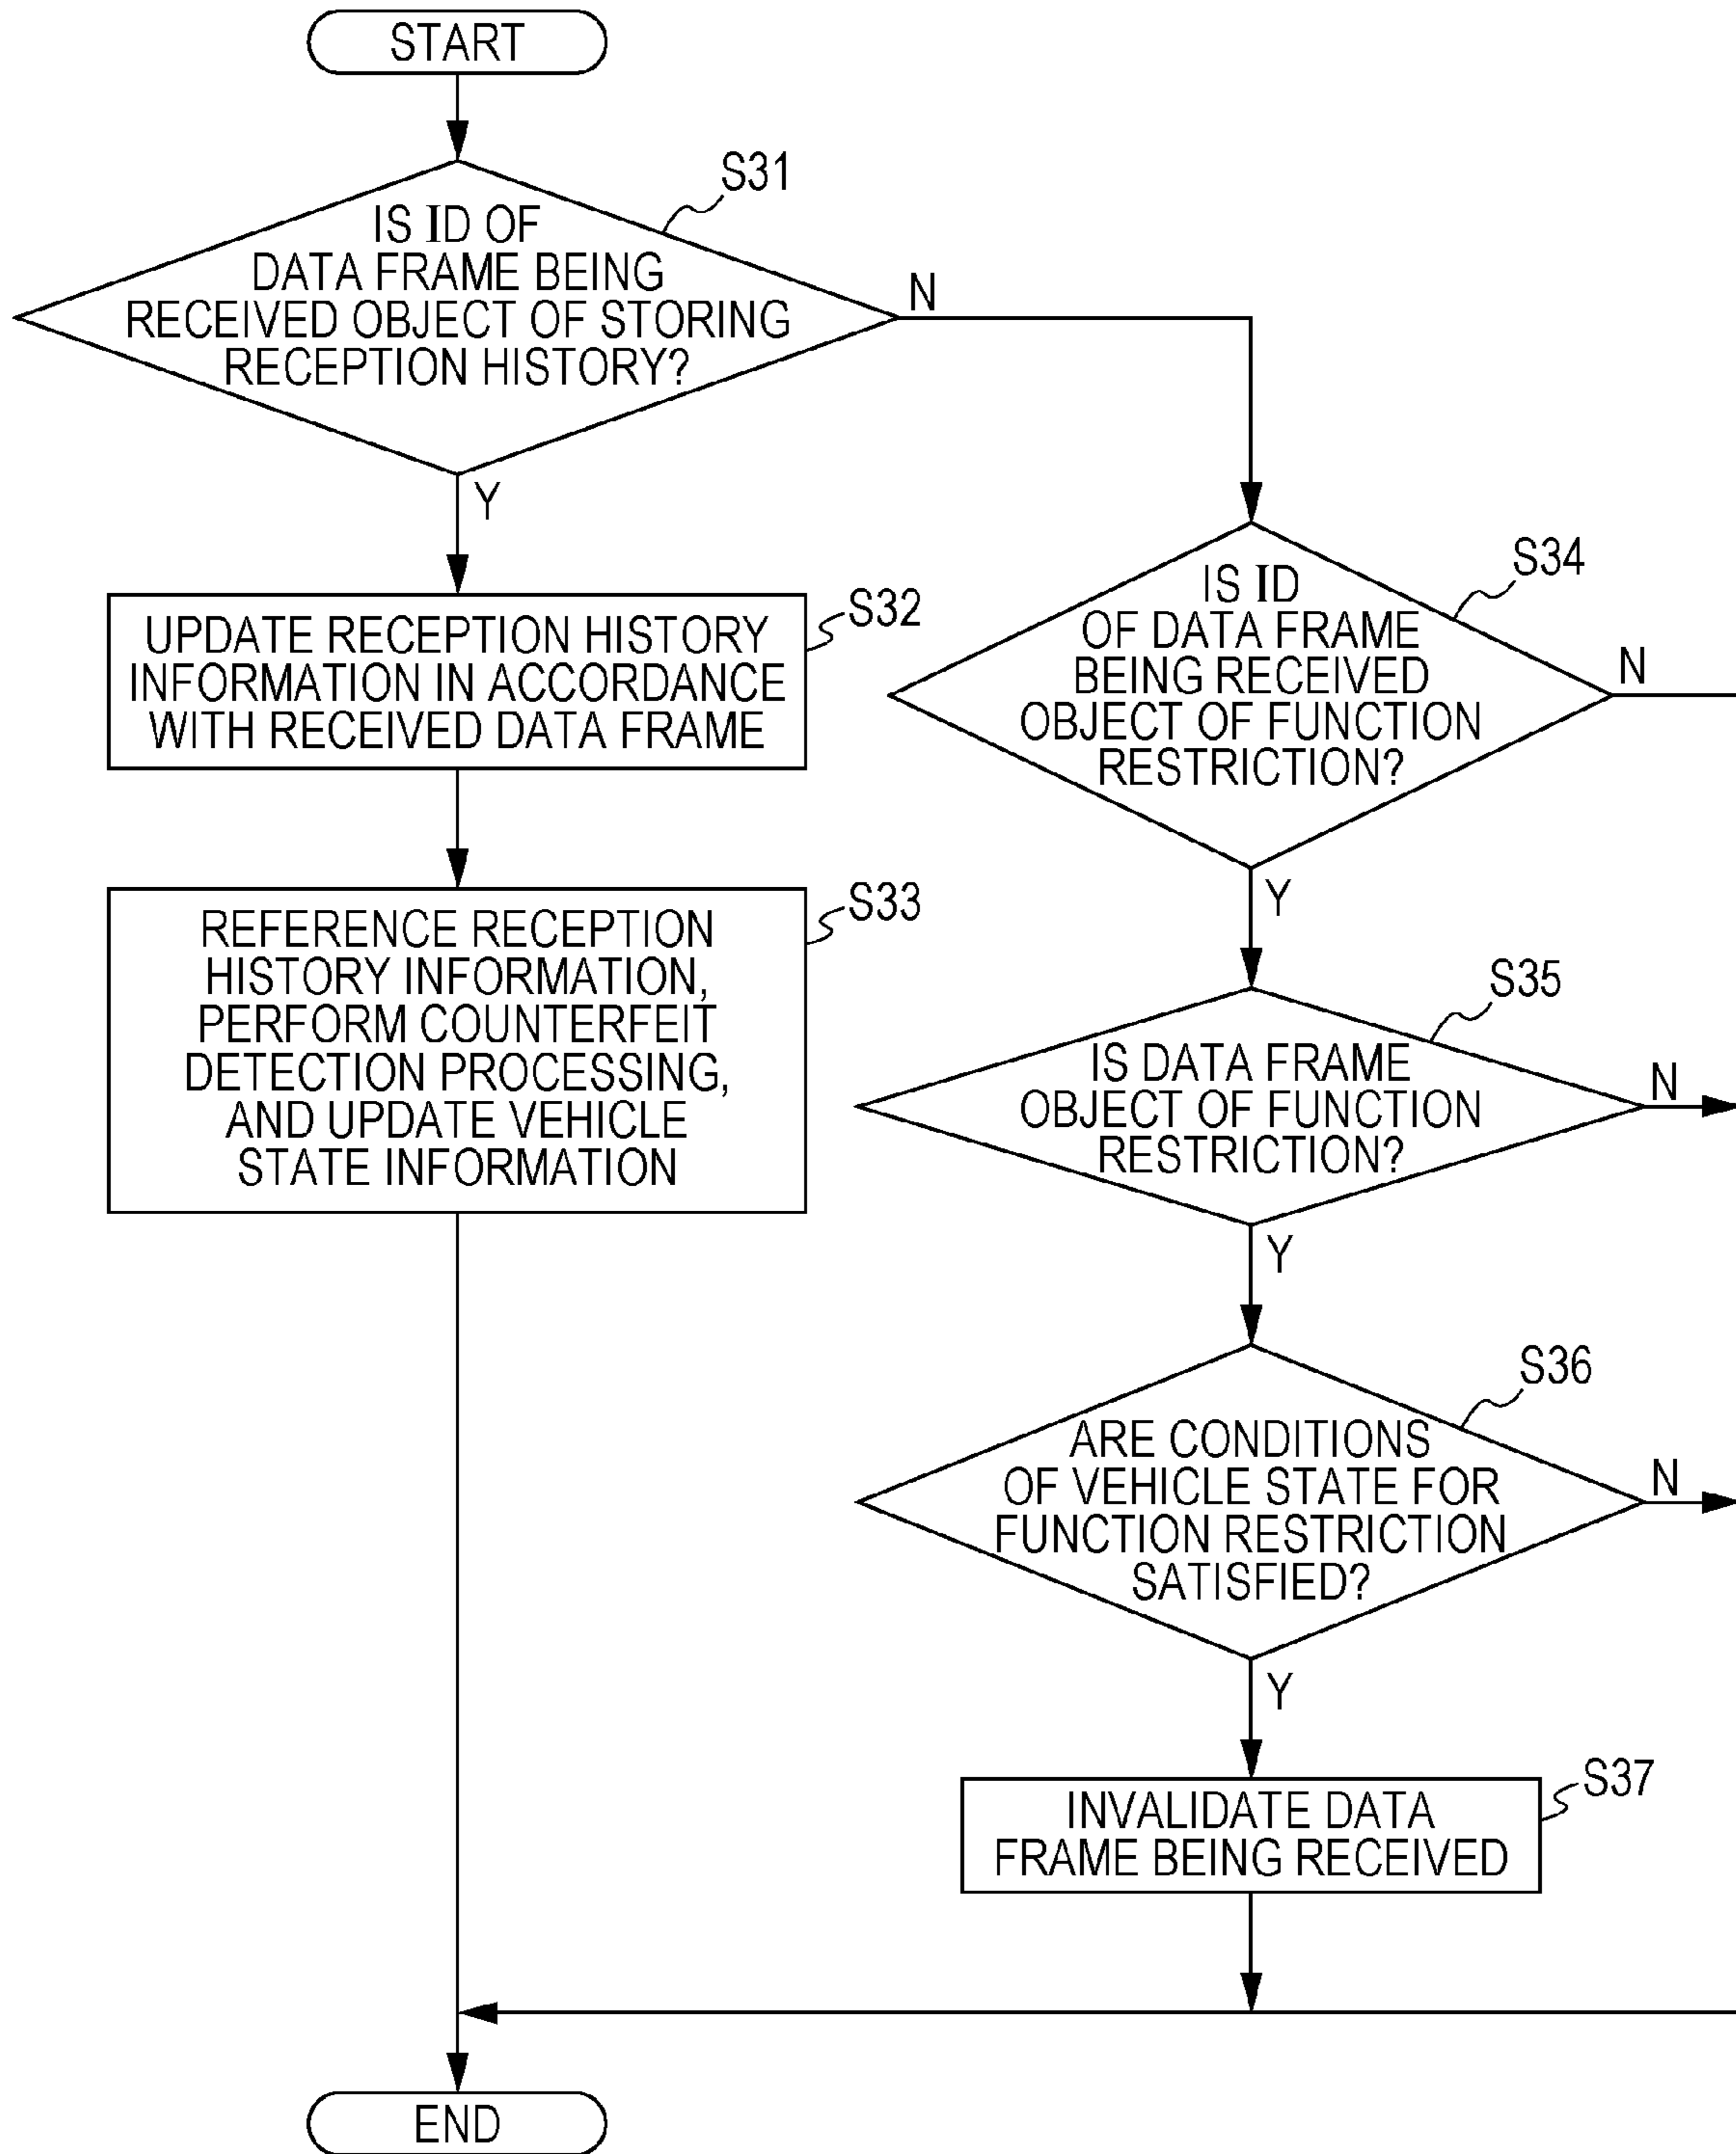 START
S31
IS ID OF
DATA FRAME BEING
RECEIVED OBJECT OF STORING
RECEPTION HISTORY?
N
Y
S32
UPDATE RECEPTION HISTORY
INFORMATION IN ACCORDANCE
WITH RECEIVED DATA FRAME
S33
REFERENCE RECEPTION
HISTORY INFORMATION,
PERFORM COUNTERFEIT
DETECTION PROCESSING,
AND UPDATE VEHICLE
STATE INFORMATION
S34
IS ID
OF DATA FRAME
BEING RECEIVED
OBJECT OF FUNCTION
RESTRICTION?
N
Y
S35
IS DATA FRAME
OBJECT OF FUNCTION
RESTRICTION?
N
Y
S36
ARE CONDITIONS
OF VEHICLE STATE FOR
FUNCTION RESTRICTION
SATISFIED?
N
Y
S37
INVALIDATE DATA
FRAME BEING RECEIVED
END